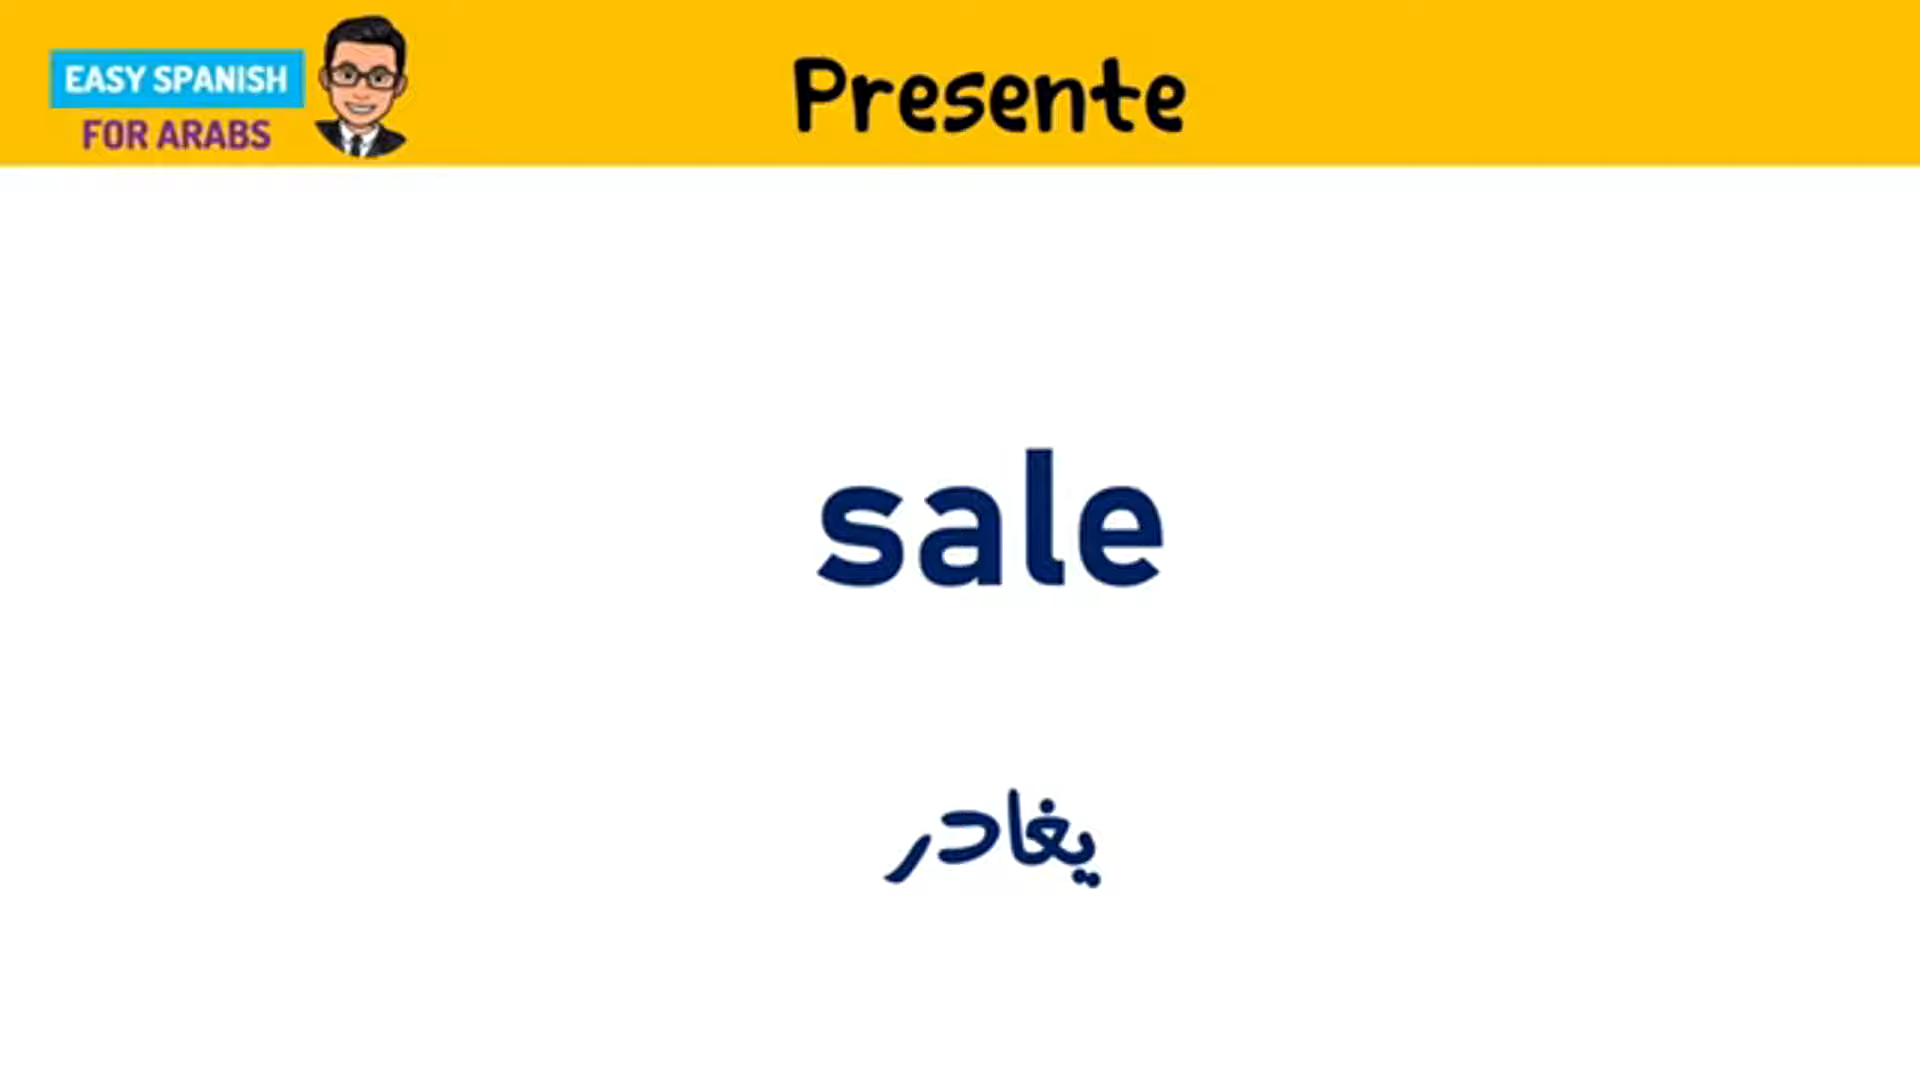 EASY SPANISH
FOR ARABS
Presente
sale
يغادر